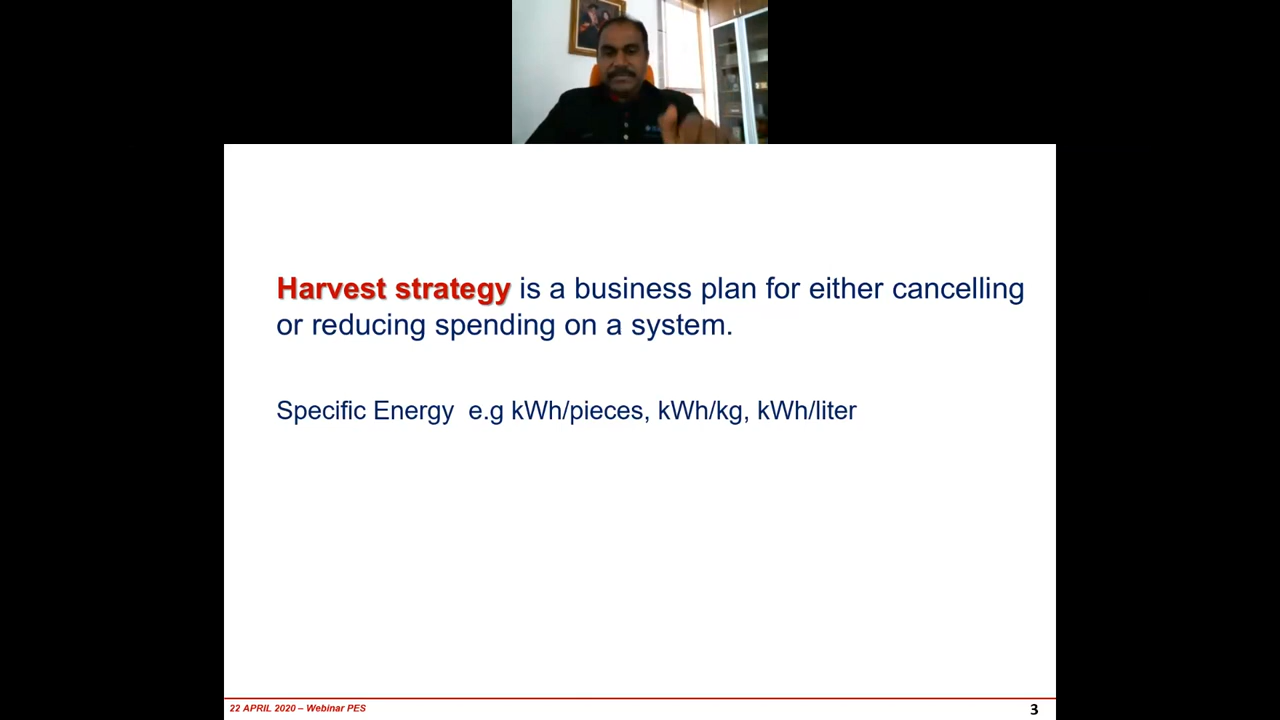 Harvest strategy is a business plan for either cancelling
or reducing spending on a system.
Specific Energy e.g kWh/pieces, kWh/kg, kWh/liter
22 APRIL 2020 – Webinar PES
3